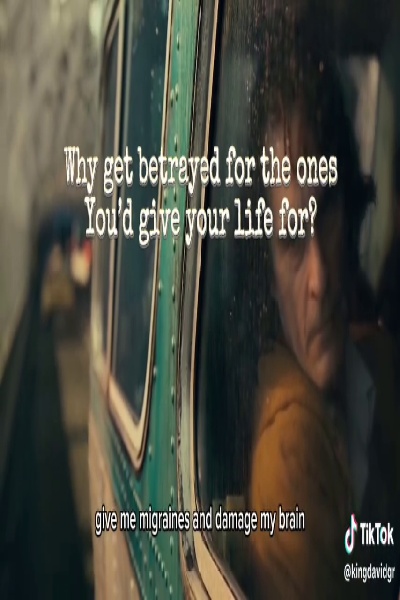 Why get betrayed for the ones
You'd give your life for?
give me migraines and damage my brain
TikTok
@kingdavidgr